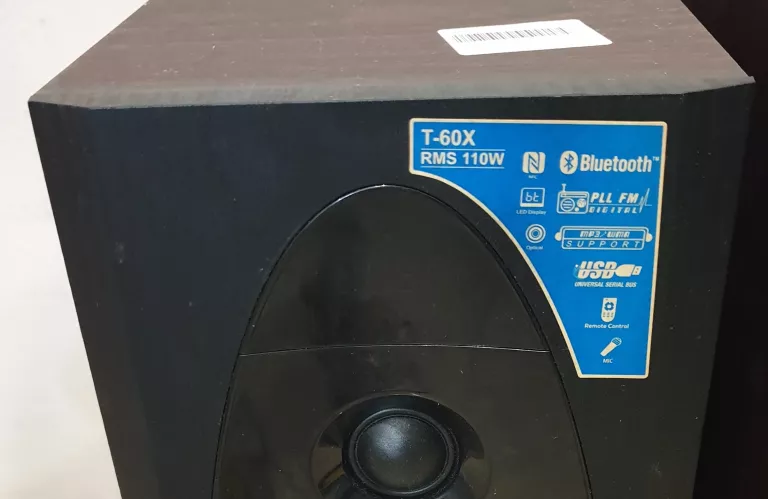 T-60X
RMS 110W
NFC
Bluetooth™
bt
LED Display
PLL FM
DIGITAL
Optical
MP3/WMA
SUPPORT
USB
UNIVERSAL SERIAL BUS
Remote Control
MIC